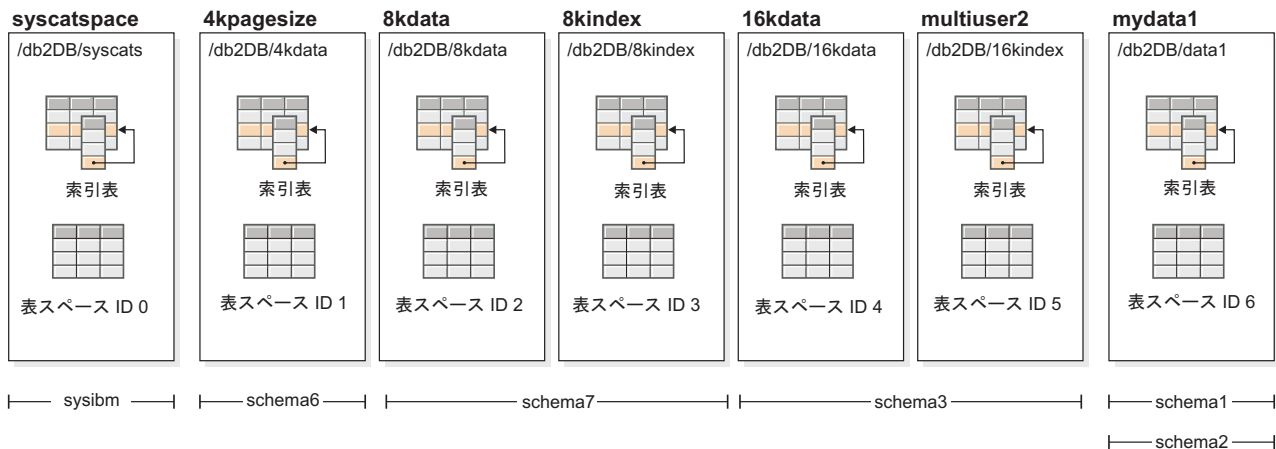 syscatspace
4kpagesize
8kdata
8kindex
16kdata
multiuser2
mydata1
/db2DB/syscats
/db2DB/4kdata
/db2DB/8kdata
/db2DB/8kindex
/db2DB/16kdata
/db2DB/16kindex
/db2DB/data1
索引表
索引表
索引表
索引表
索引表
索引表
索引表
表スペース ID 0
表スペース ID 1
表スペース ID 2
表スペース ID 3
表スペース ID 4
表スペース ID 5
表スペース ID 6
sysibm
schema6
schema7
schema3
schema1
schema2